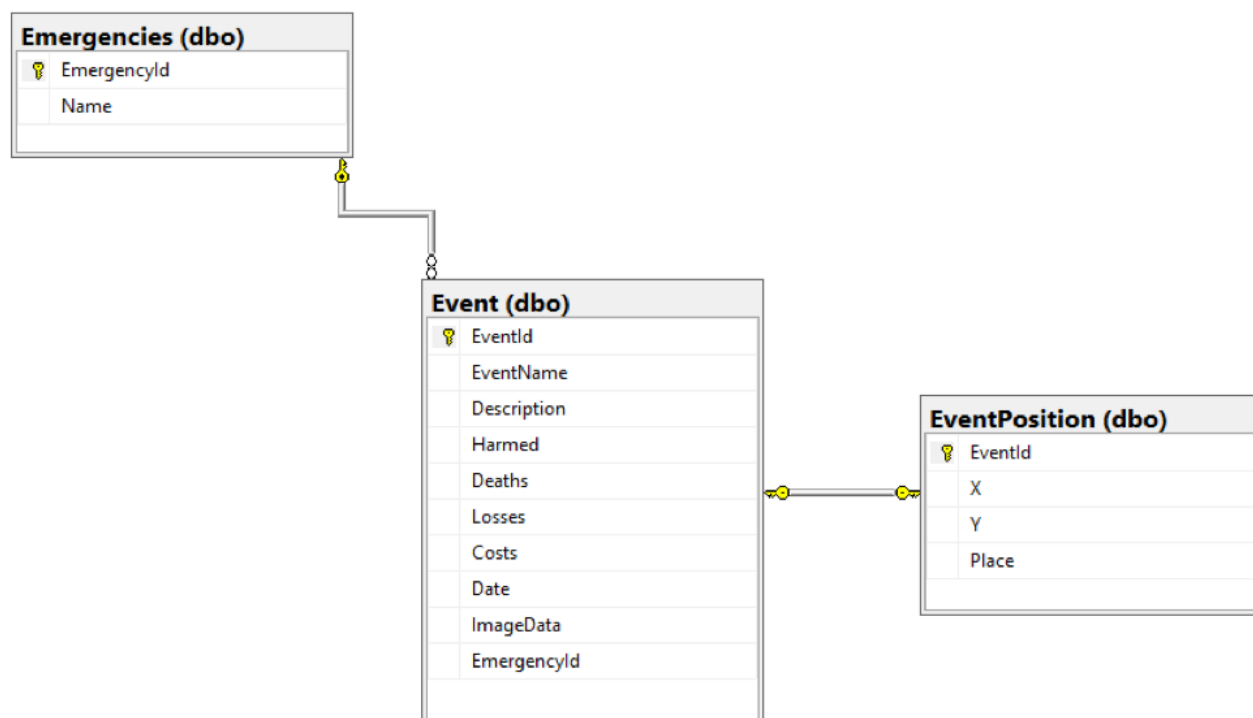 Emergencies (dbo)
EmergencyId
Name
Event (dbo)
EventId
EventName
Description
Harmed
Deaths
Losses
Costs
Date
ImageData
EmergencyId
EventPosition (dbo)
EventId
X
Y
Place